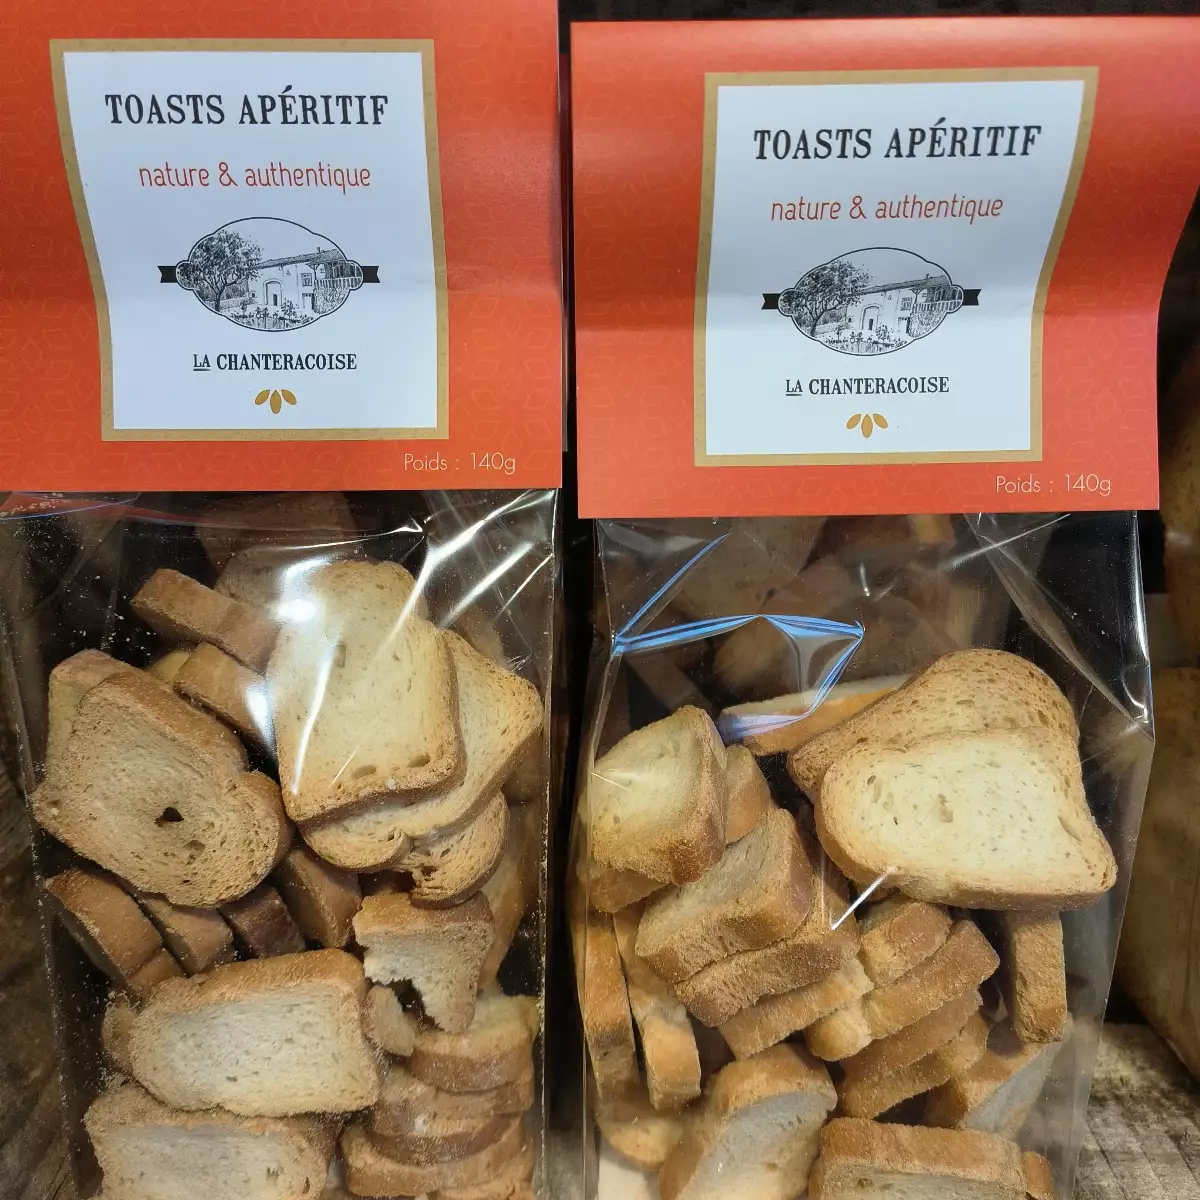 TOASTS APÉRITIF
nature & authentique
LA CHANTERACOISE
Poids : 140g
TOASTS APÉRITIF
nature & authentique
LA CHANTERACOISE
Poids : 140g